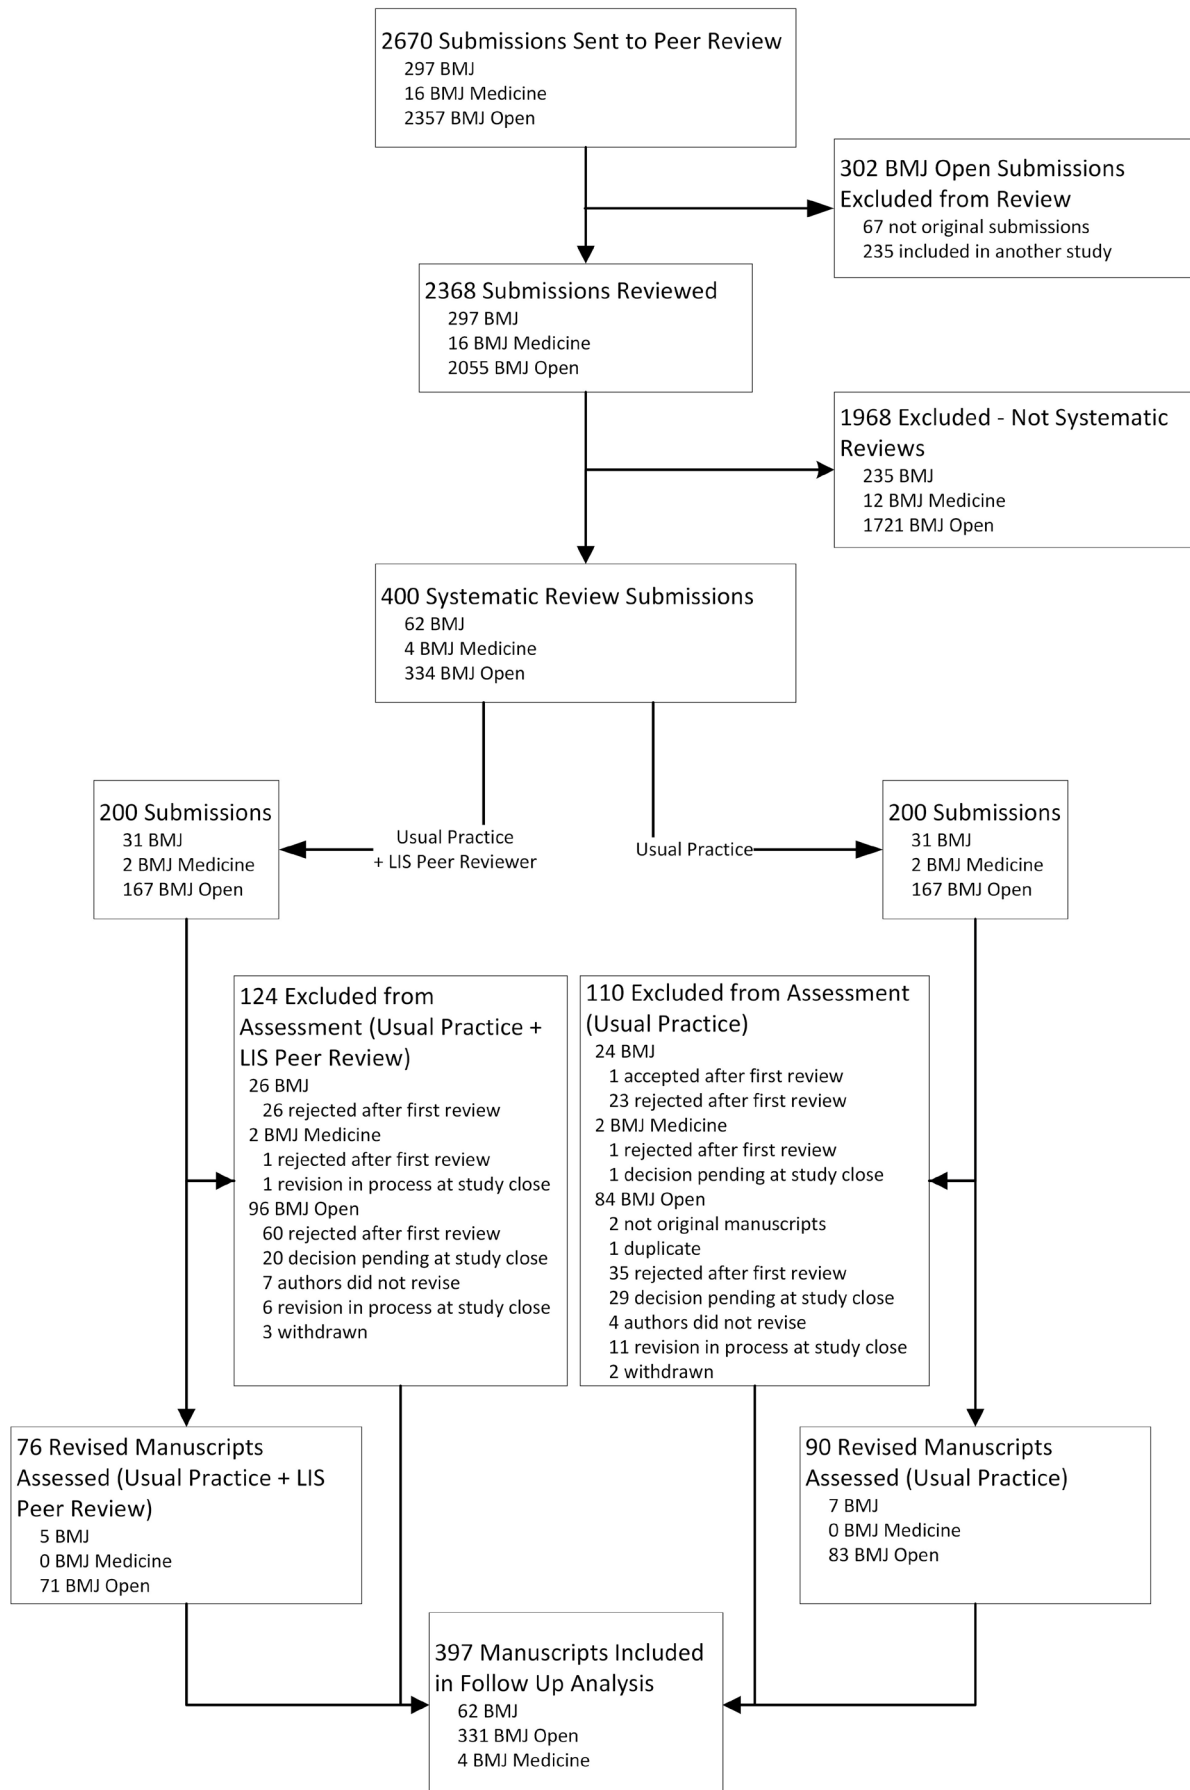 2670 Submissions Sent to Peer Review
297 BMJ
16 BMJ Medicine
2357 BMJ Open
302 BMJ Open Submissions
Excluded from Review
67 not original submissions
235 included in another study
2368 Submissions Reviewed
297 BMJ
16 BMJ Medicine
2055 BMJ Open
1968 Excluded - Not Systematic
Reviews
235 BMJ
12 BMJ Medicine
1721 BMJ Open
400 Systematic Review Submissions
62 BMJ
4 BMJ Medicine
334 BMJ Open
200 Submissions
31 BMJ
2 BMJ Medicine
167 BMJ Open
Usual Practice
+ LIS Peer Reviewer
Usual Practice
200 Submissions
31 BMJ
2 BMJ Medicine
167 BMJ Open
124 Excluded from
Assessment (Usual Practice +
LIS Peer Review)
26 BMJ
26 rejected after first review
2 BMJ Medicine
1 rejected after first review
1 revision in process at study close
96 BMJ Open
60 rejected after first review
20 decision pending at study close
7 authors did not revise
6 revision in process at study close
3 withdrawn
110 Excluded from Assessment
(Usual Practice)
24 BMJ
1 accepted after first review
23 rejected after first review
2 BMJ Medicine
1 rejected after first review
1 decision pending at study close
84 BMJ Open
2 not original manuscripts
1 duplicate
35 rejected after first review
29 decision pending at study close
4 authors did not revise
11 revision in process at study close
2 withdrawn
76 Revised Manuscripts
Assessed (Usual Practice + LIS
Peer Review)
5 BMJ
0 BMJ Medicine
71 BMJ Open
90 Revised Manuscripts
Assessed (Usual Practice)
7 BMJ
0 BMJ Medicine
83 BMJ Open
397 Manuscripts Included
in Follow Up Analysis
62 BMJ
331 BMJ Open
4 BMJ Medicine